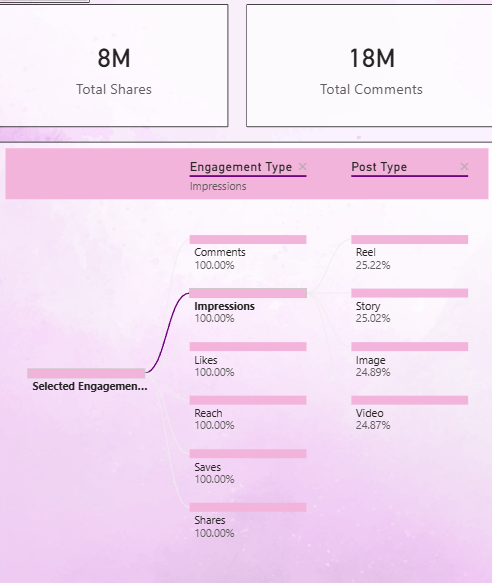 8M
Total Shares
18M
Total Comments
Engagement Type
Post Type
Impressions
Comments
100.00%
Impressions
100.00%
Likes
100.00%
Reach
100.00%
Saves
100.00%
Shares
100.00%
Reel
25.22%
Story
25.02%
Image
24.89%
Video
24.87%
Selected Engagemen...